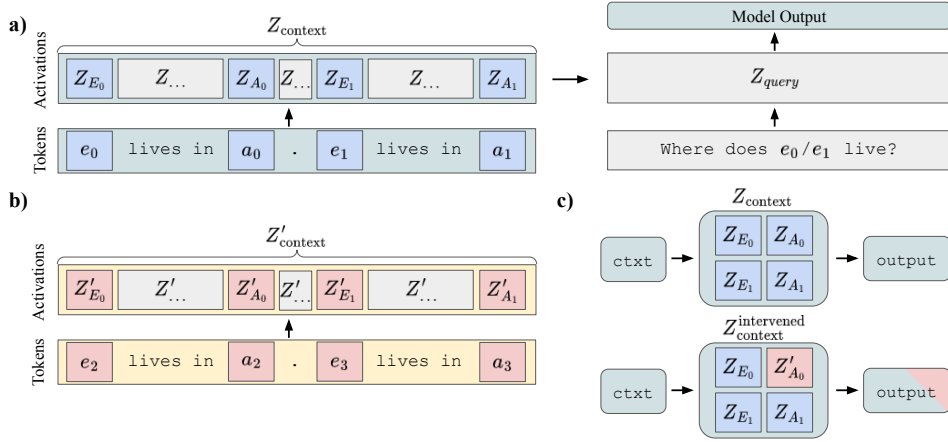 a)
Z_context
Activations
Z_E₀ Z_... Z_A₀ Z_... Z_E₁ Z_... Z_A₁
Tokens
e₀ lives in a₀ . e₁ lives in a₁
Model Output
Z_query
Where does e₀/e₁ live?
b)
Z'_context
Activations
Z'_E₀ Z'_... Z'_A₀ Z'_... Z'_E₁ Z'_... Z'_A₁
Tokens
e₂ lives in a₂ . e₃ lives in a₃
c)
Z_context
ctxt
Z_E₀ Z_A₀
Z_E₁ Z_A₁
output
Z_context^intervened
ctxt
Z_E₀ Z'_A₀
Z_E₁ Z_A₁
output